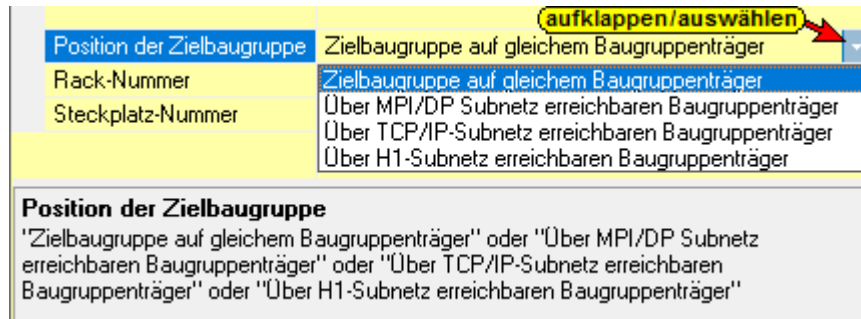 aufklappen/auswählen
Position der Zielbaugruppe Zielbaugruppe auf gleichem Baugruppenträger
Rack-Nummer Zielbaugruppe auf gleichem Baugruppenträger
Über MPI/DP Subnetz erreichbaren Baugruppenträger
Steckplatz-Nummer Über TCP/IP-Subnetz erreichbaren Baugruppenträger
Über H1-Subnetz erreichbaren Baugruppenträger
Position der Zielbaugruppe
"Zielbaugruppe auf gleichem Baugruppenträger" oder "Über MPI/DP Subnetz
erreichbaren Baugruppenträger" oder "Über TCP/IP-Subnetz erreichbaren
Baugruppenträger" oder "Über H1-Subnetz erreichbaren Baugruppenträger"